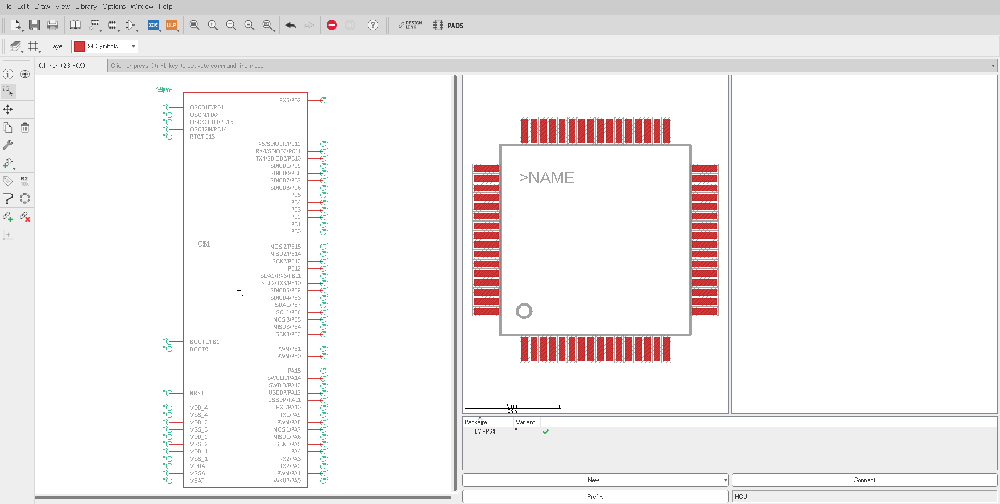 File Edit Draw View Library Options Window Help
SCR ULP DESIGN LINK PADS
Layer: 94 Symbols
0.1 inch (2.8 -0.9) Click or press Ctrl+L key to activate command line mode
R2
10k
Add=next
Swap=0
RX5/PD2
OSCOUT/PD1
OSCIN/PD0
OSC32OUT/PC15
OSC32IN/PC14
RTC/PC13
TX5/SDIOCK/PC12
RX4/SDIOD3/PC11
TX4/SDIOD2/PC10
SDIOD1/PC9
SDIOD0/PC8
SDIOD7/PC7
SDIOD6/PC6
PC5
PC4
PC3
PC2
PC1
PC0
G$1
MOSI2/PB15
MISO2/PB14
SCK2/PB13
PB12
SDA2/RX3/PB11
SCL2/TX3/PB10
SDIOD5/PB9
SDIOD4/PB8
SDA1/PB7
SCL1/PB6
MOSI3/PB5
MISO3/PB4
SCK3/PB3
BOOT1/PB2
BOOT0
PWM/PB1
PWM/PB0
PA15
SWCLK/PA14
SWDIO/PA13
USBDP/PA12
USBDM/PA11
RX1/PA10
TX1/PA9
PWM/PA8
MOSI1/PA7
MISO1/PA6
SCK1/PA5
PA4
RX2/PA3
TX2/PA2
PWM/PA1
WKUP/PA0
NRST
VDD_4
VSS_4
VDD_3
VSS_3
VDD_2
VSS_2
VDD_1
VSS_1
VDDA
VSSA
VBAT
>NAME
5mm
0.2in
Package Variant
LQFP64 ''
New Connect
Prefix MCU